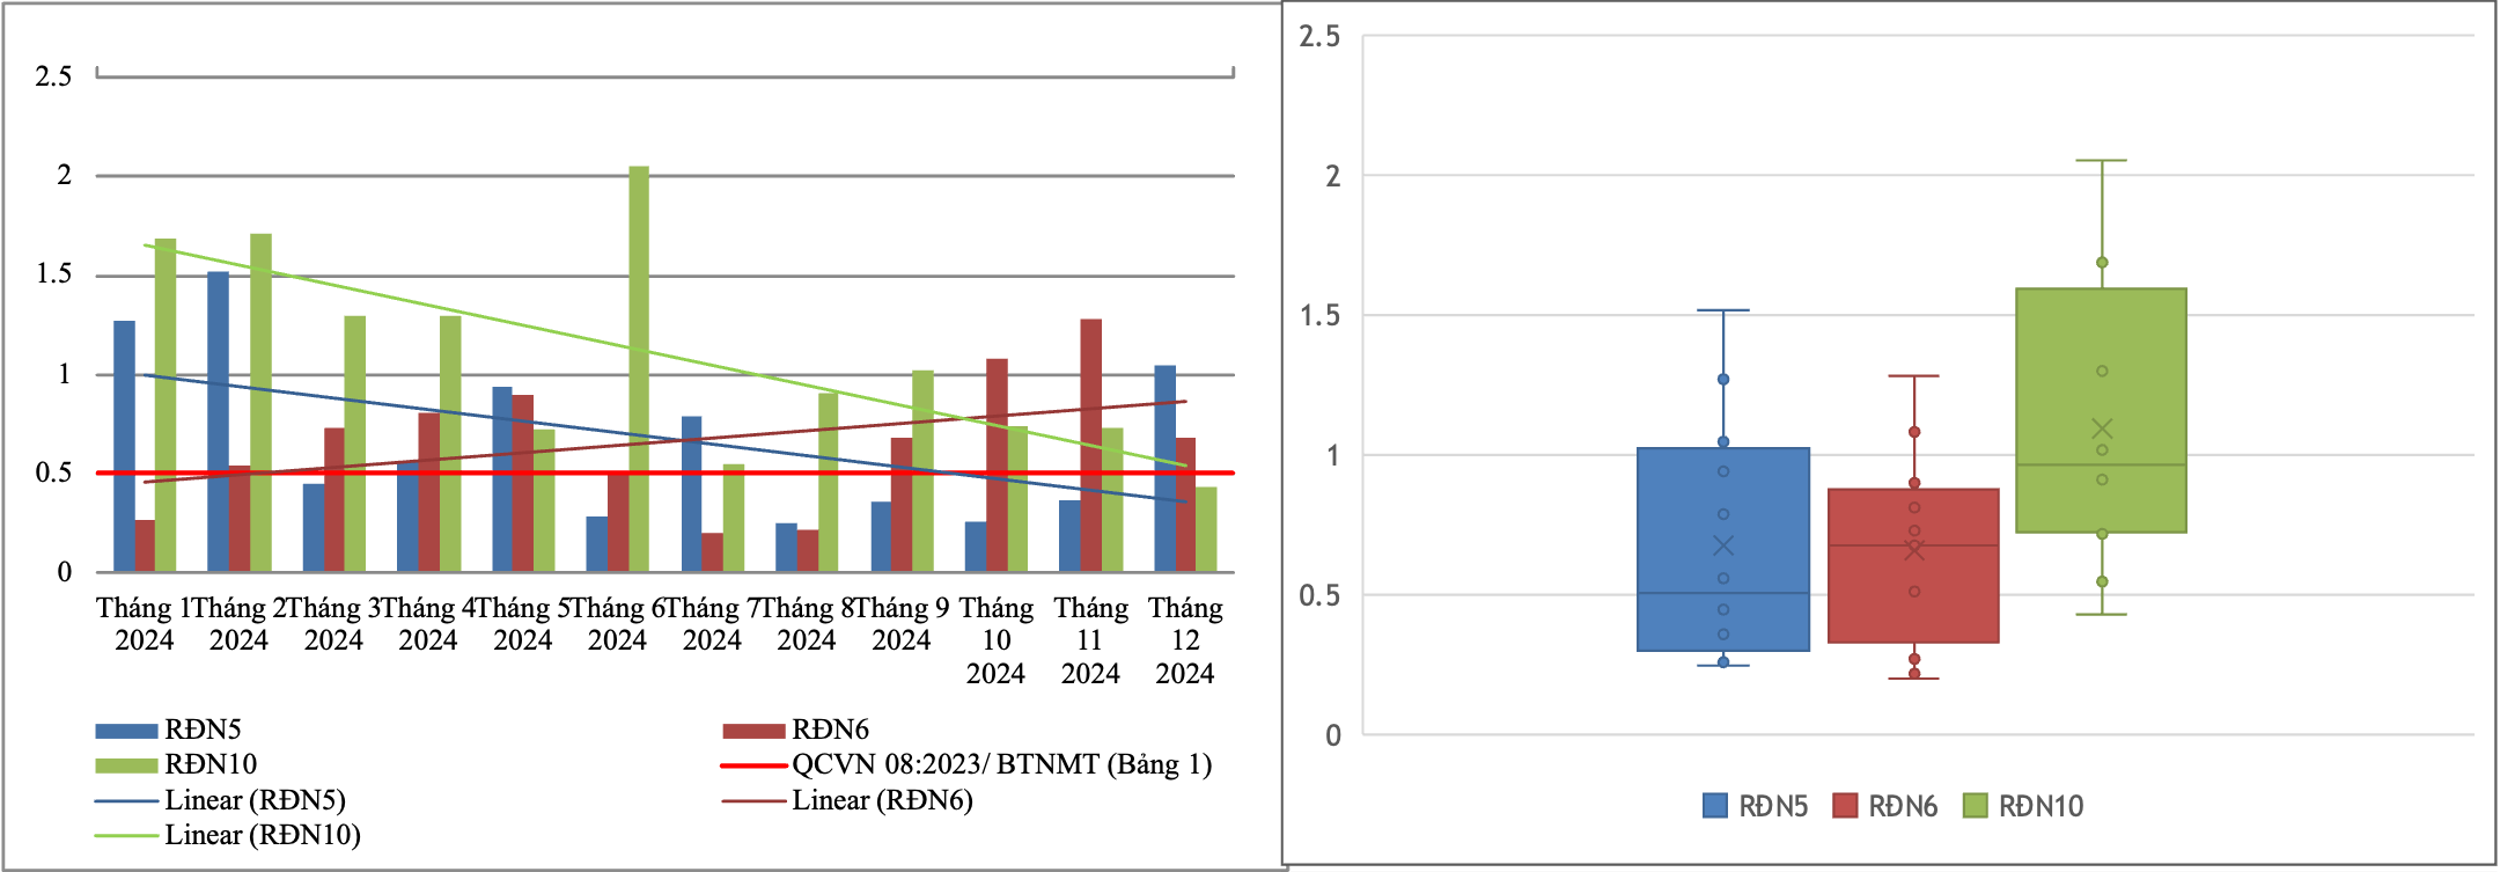 2.5
2
1.5
1
0.5
0
Tháng 1 Tháng 2 Tháng 3 Tháng 4 Tháng 5 Tháng 6 Tháng 7 Tháng 8 Tháng 9 Tháng Tháng Tháng
2024 2024 2024 2024 2024 2024 2024 2024 2024 10 11 12
2024 2024 2024
RĐN5 RĐN6
RĐN10 QCVN 08:2023/ BTNMT (Bảng 1)
Linear (RĐN5) Linear (RĐN6)
Linear (RĐN10)
2.5
2
1.5
1
0.5
0
RĐN5 RĐN6 RĐN10